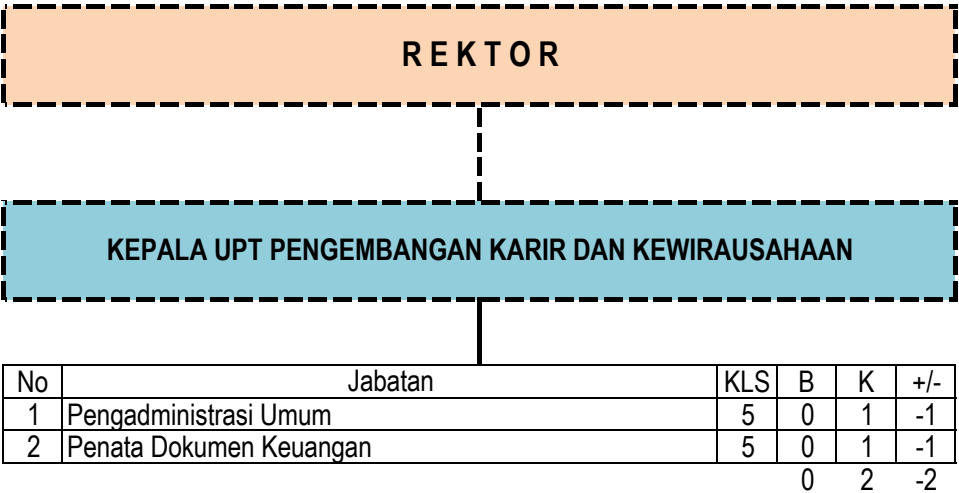 R E K T O R
KEPALA UPT PENGEMBANGAN KARIR DAN KEWIRAUSAHAAN
No Jabatan KLS B K +/-
1 Pengadministrasi Umum 5 0 1 -1
2 Penata Dokumen Keuangan 5 0 1 -1
0 2 -2